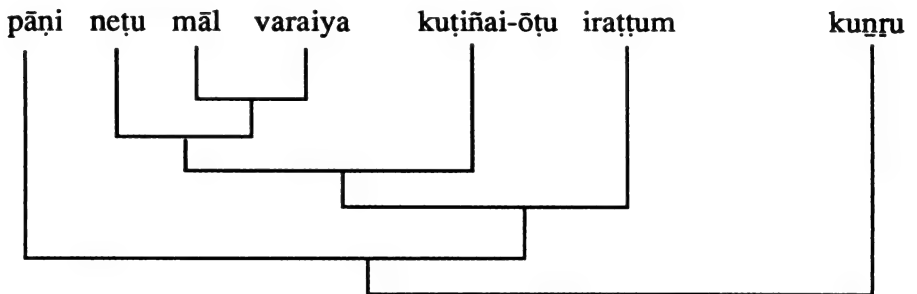 pāṇi neṭu māl varaiya kuṭiñai-ōṭu iraṭṭum kuṉṟu